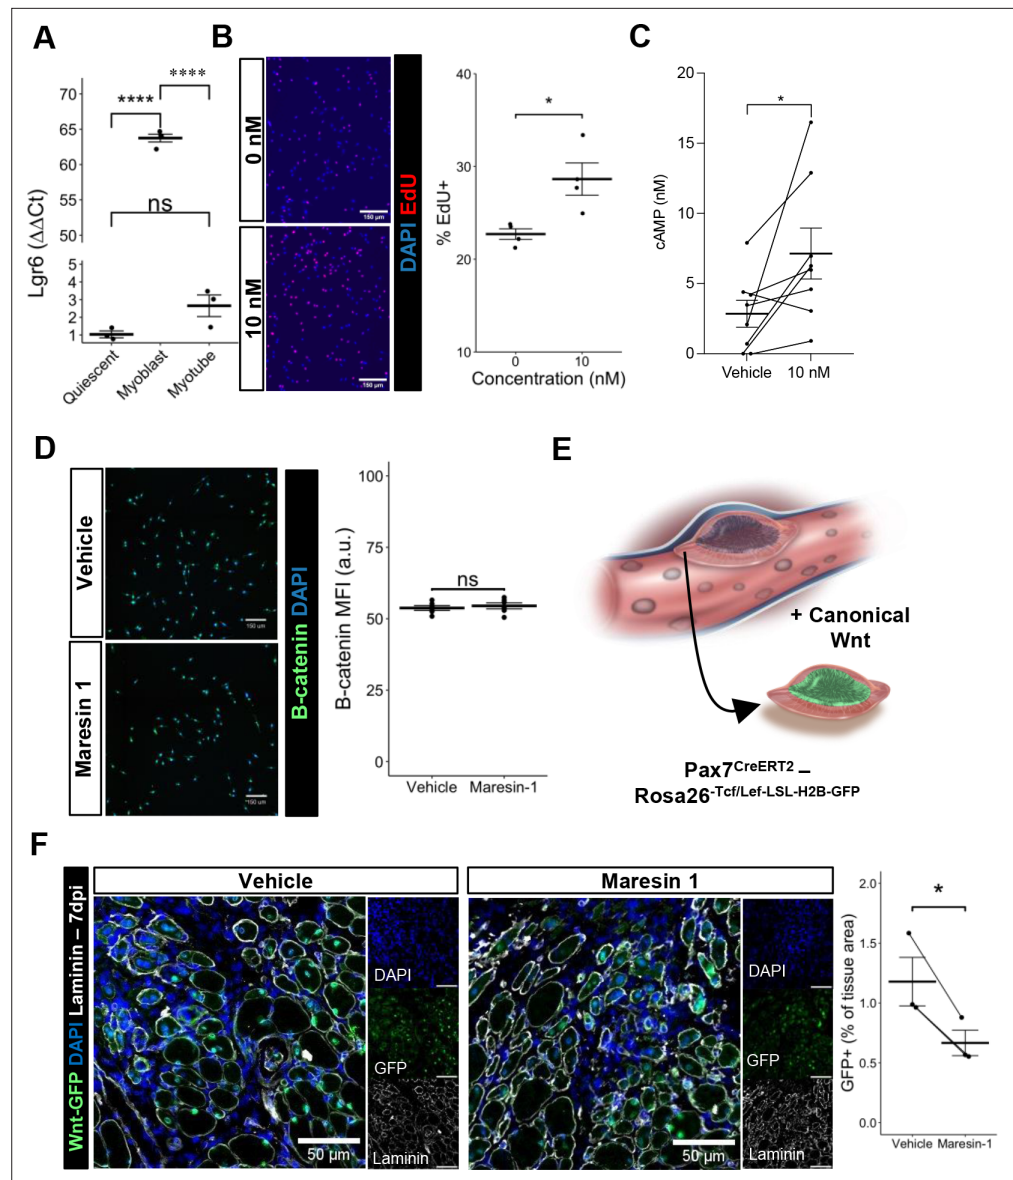 A
****
****
ns
Lgr6 (ΔΔCt)
70
65
60
55
50
5
4
3
2
1
Quiescent
Myoblast
Myotube
B
0 nM
10 nM
150 µm
150 µm
DAPI EdU
% EdU+
40
30
20
10
*
0
10
Concentration (nM)
C
cAMP (nM)
20
15
10
5
0
*
Vehicle
10 nM
D
Vehicle
Maresin 1
150 µm
150 µm
B-catenin DAPI
B-catenin MFI (a.u.)
100
75
50
25
0
ns
Vehicle
Maresin-1
E
+ Canonical
Wnt
Pax7CreERT2 –
Rosa26-Tcf/Lef-LSL-H2B-GFP
F
Wnt-GFP DAPI Laminin – 7dpi
Vehicle
DAPI
GFP
Laminin
50 µm
Maresin 1
DAPI
GFP
Laminin
50 µm
GFP+ (% of tissue area)
2.0
1.5
1.0
0.5
0.0
*
Vehicle
Maresin-1